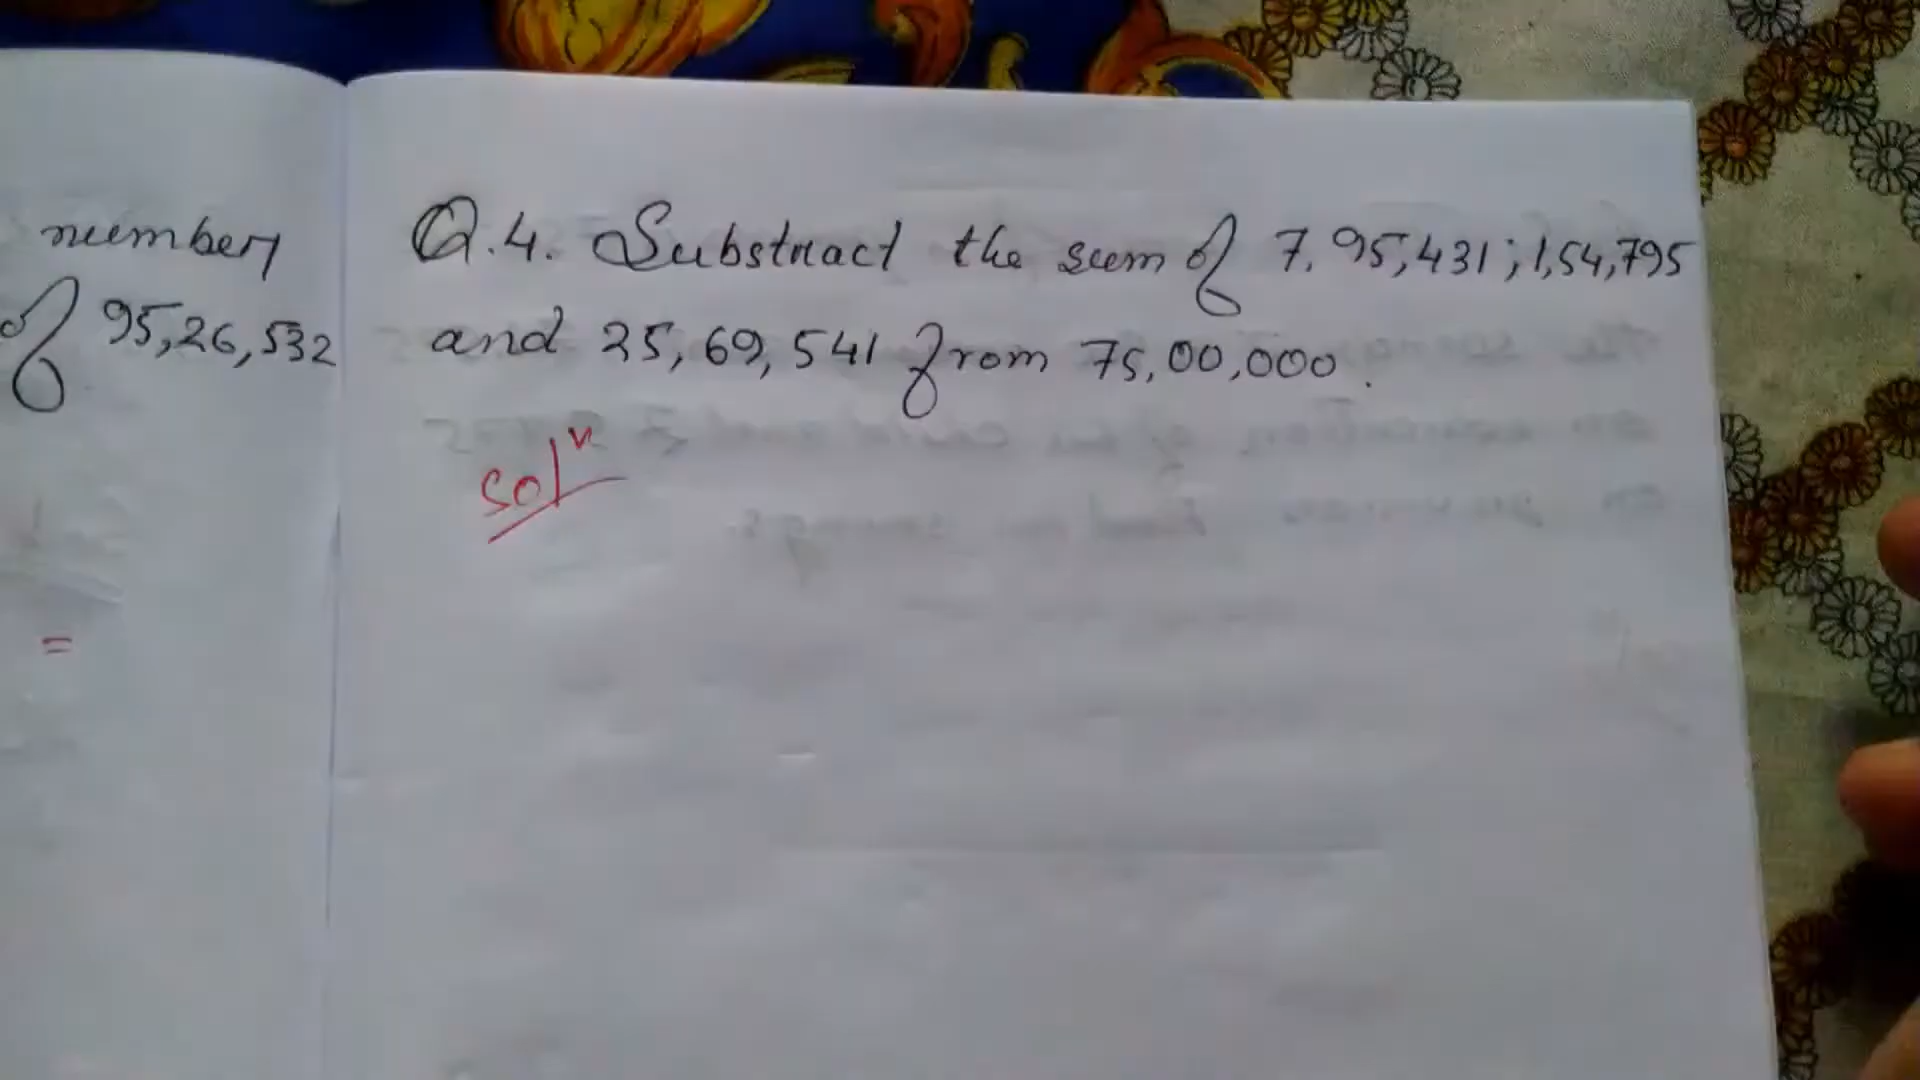 number
of 95,26,532
=
Q.4. Substract the sum of 7,95,431; 1,54,795
and 25,69,541 from 75,00,000.
Solⁿ